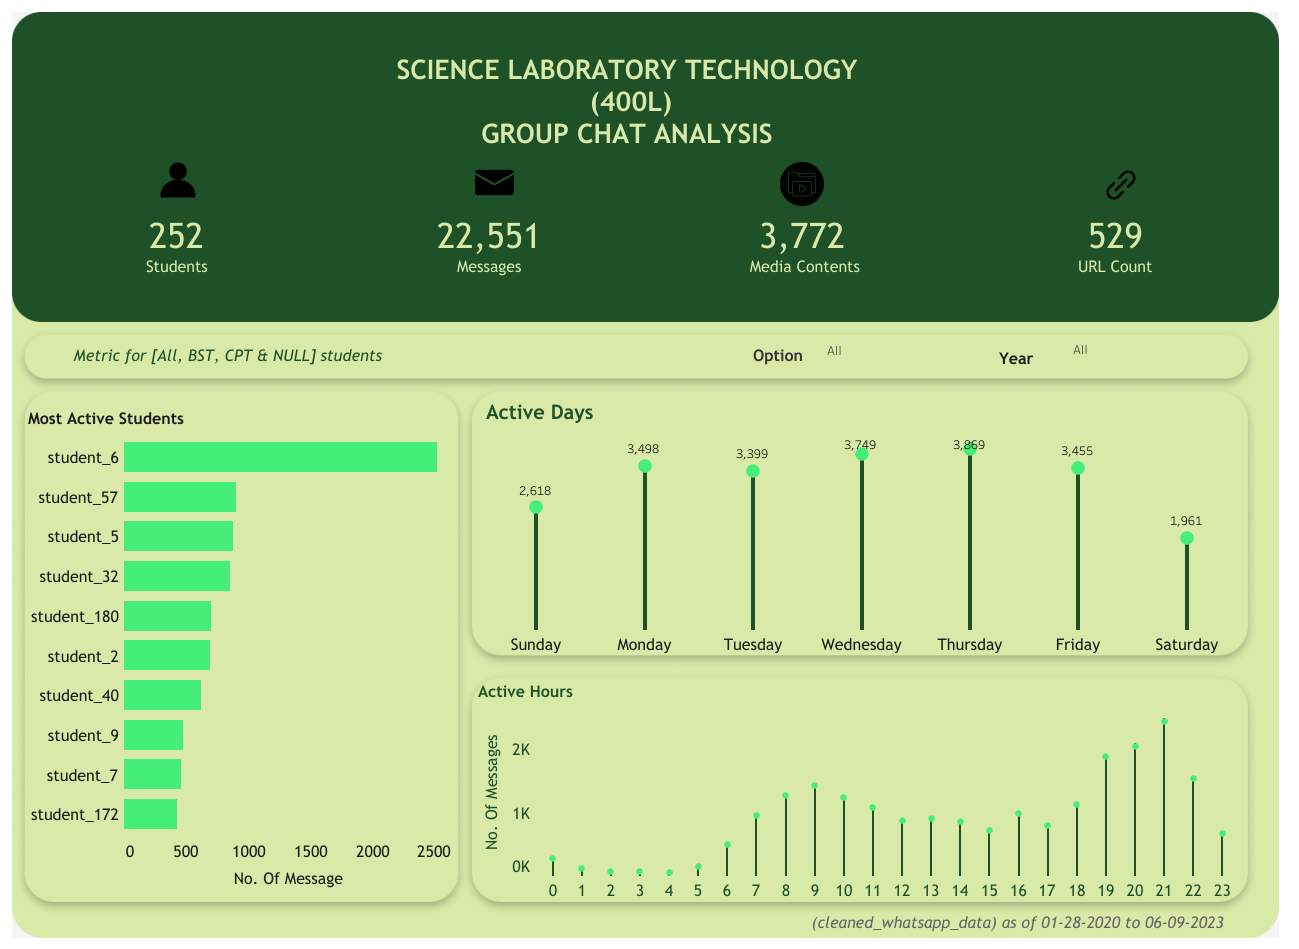 SCIENCE LABORATORY TECHNOLOGY
(400L)
GROUP CHAT ANALYSIS
252
Students
22,551
Messages
3,772
Media Contents
529
URL Count
Metric for [All, BST, CPT & NULL] students
Option
All
Year
All
Most Active Students
student_6
student_57
student_5
student_32
student_180
student_2
student_40
student_9
student_7
student_172
0 500 1000 1500 2000 2500
No. Of Message
Active Days
2,618 3,498 3,399 3,749 3,869 3,455 1,961
Sunday Monday Tuesday Wednesday Thursday Friday Saturday
Active Hours
No. Of Messages
2K
1K
0K
0 1 2 3 4 5 6 7 8 9 10 11 12 13 14 15 16 17 18 19 20 21 22 23
(cleaned_whatsapp_data) as of 01-28-2020 to 06-09-2023